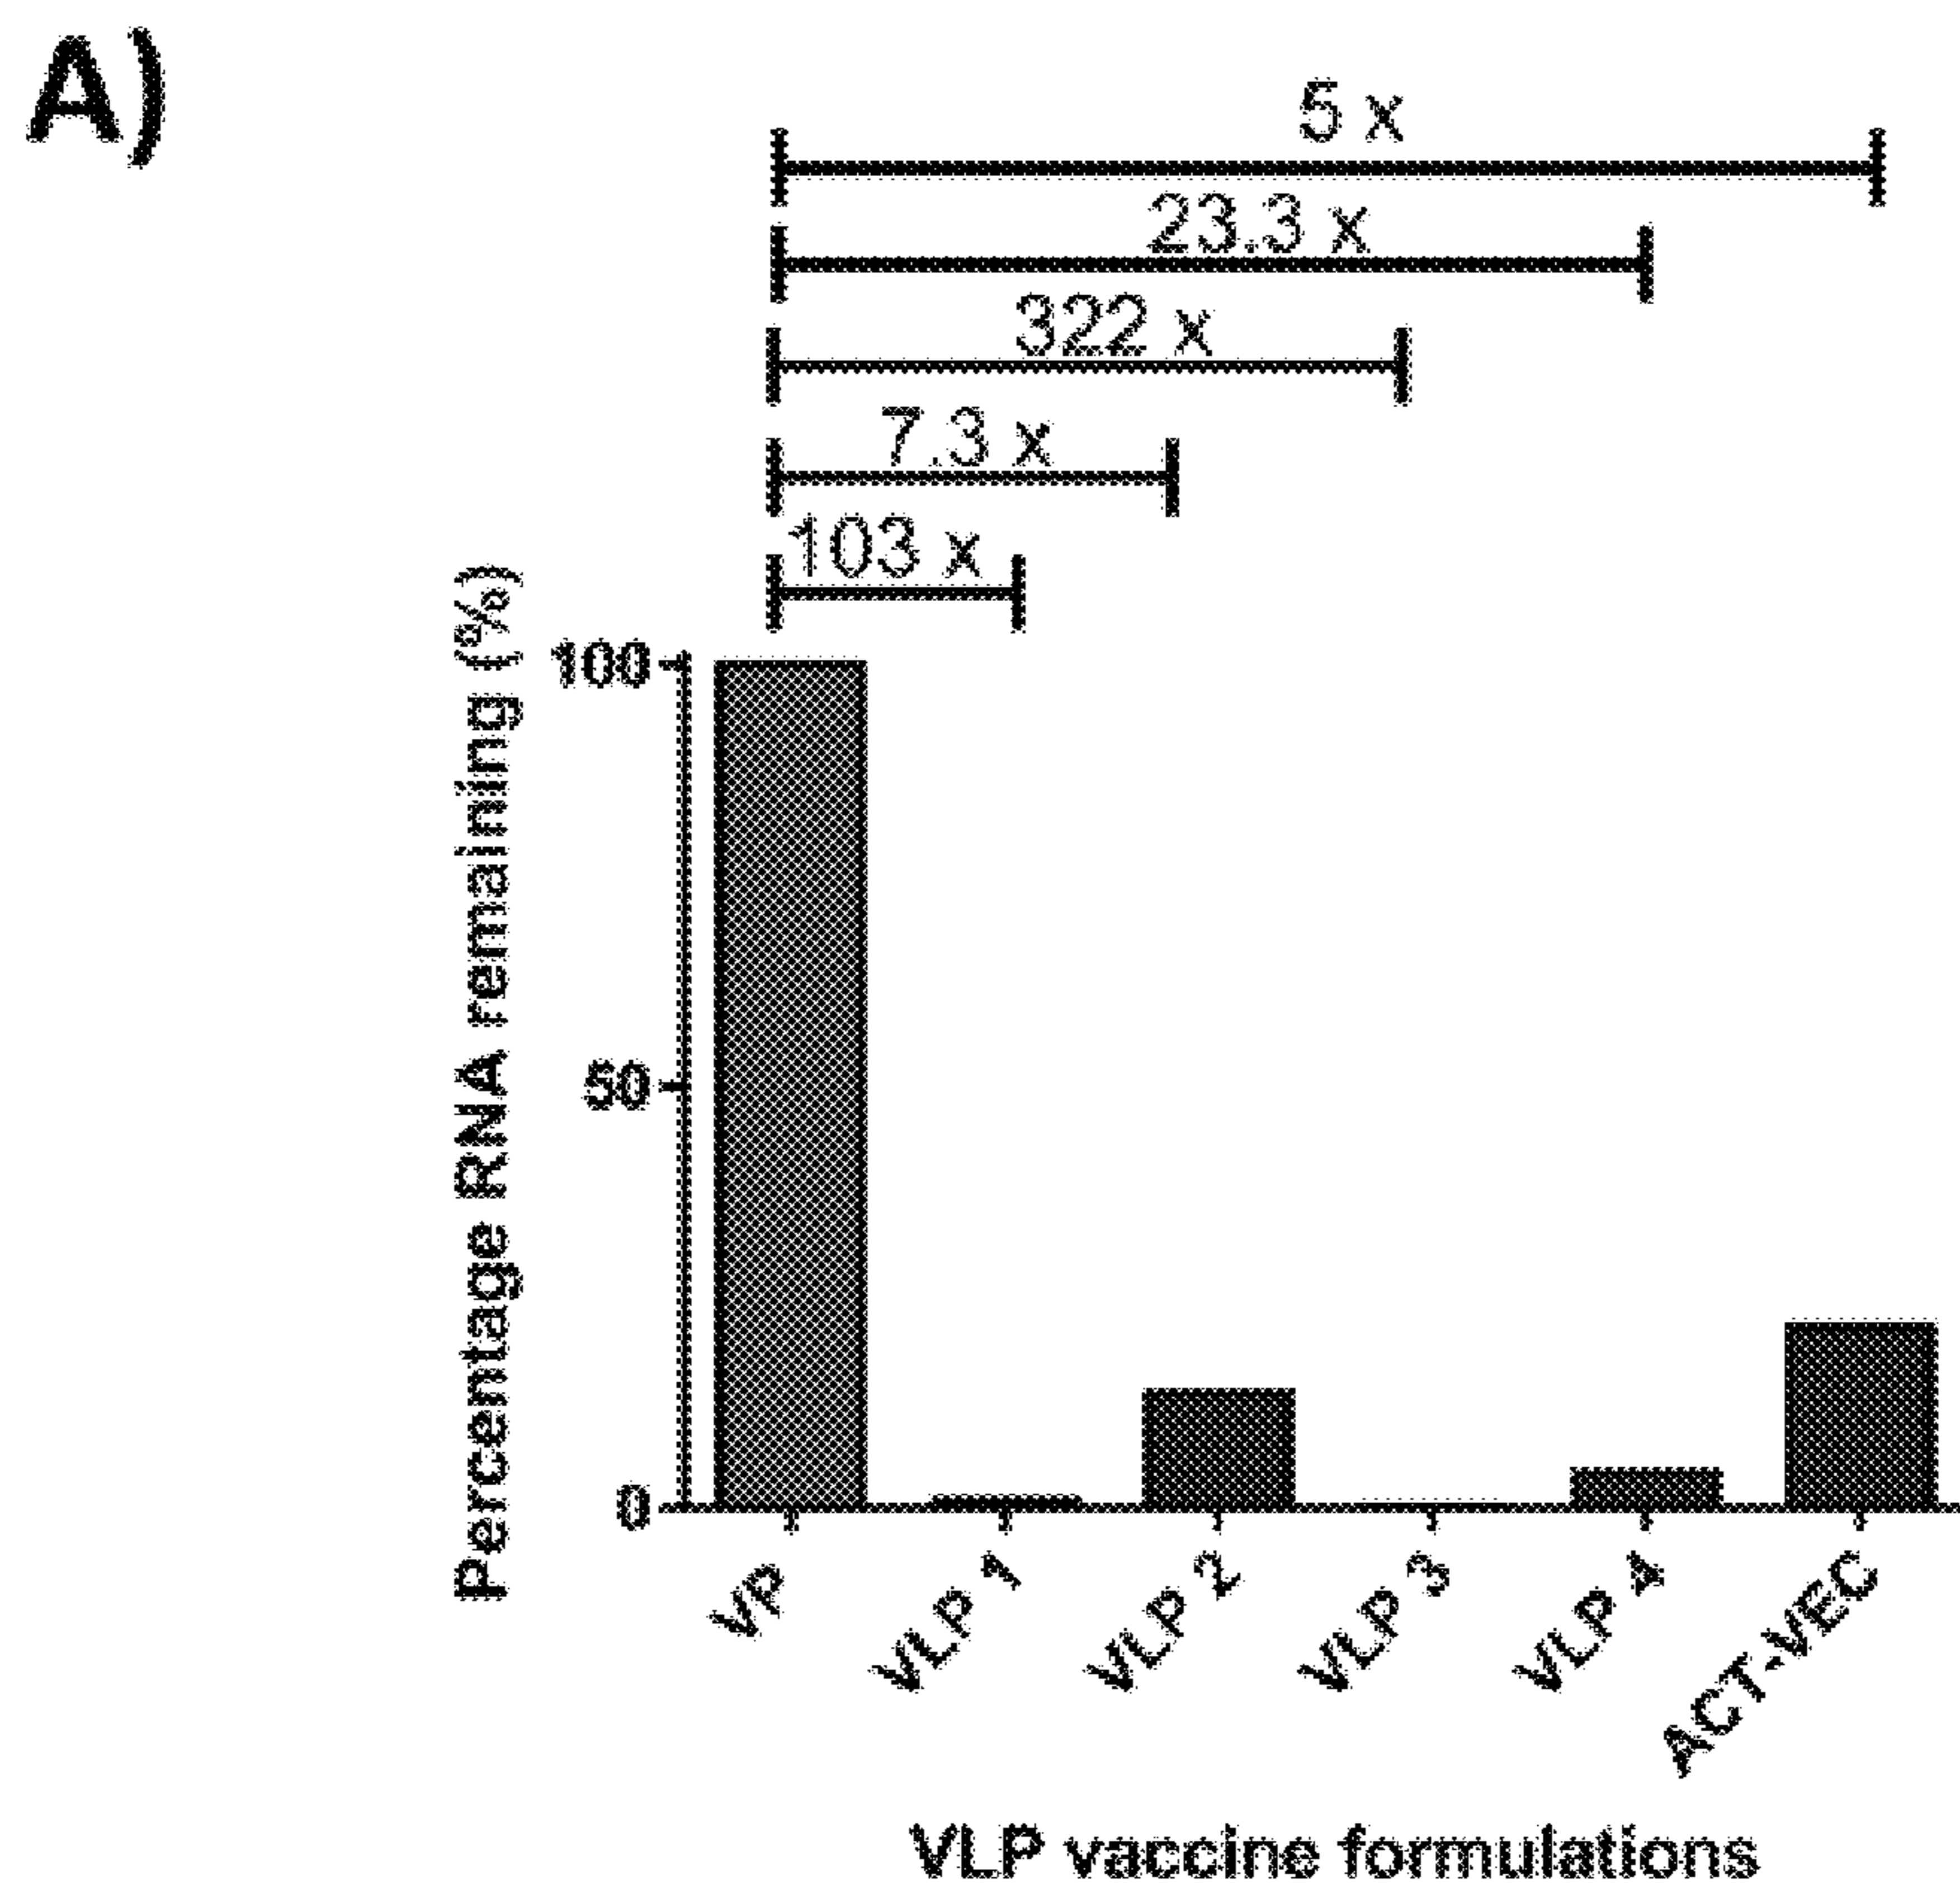 A)
5 x
23.3 x
322 x
7.3 x
103 x
Percentage RNA remaining (%)
100
50
0
VP
VLP 1
VLP 2
VLP 3
VLP 4
ACT-VEC
VLP vaccine formulations